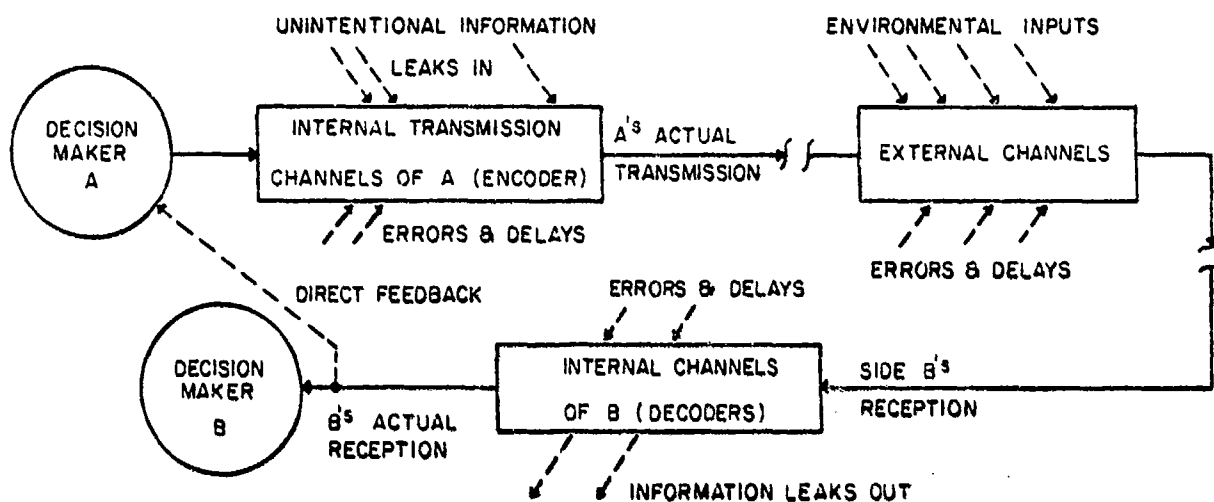 UNINTENTIONAL INFORMATION
LEAKS IN
ENVIRONMENTAL INPUTS
DECISION
MAKER
A
INTERNAL TRANSMISSION
CHANNELS OF A (ENCODER)
A'S ACTUAL
TRANSMISSION
EXTERNAL CHANNELS
ERRORS & DELAYS
ERRORS & DELAYS
DIRECT FEEDBACK
ERRORS & DELAYS
DECISION
MAKER
B
B'S ACTUAL
RECEPTION
INTERNAL CHANNELS
OF B (DECODERS)
SIDE B'S
RECEPTION
INFORMATION LEAKS OUT